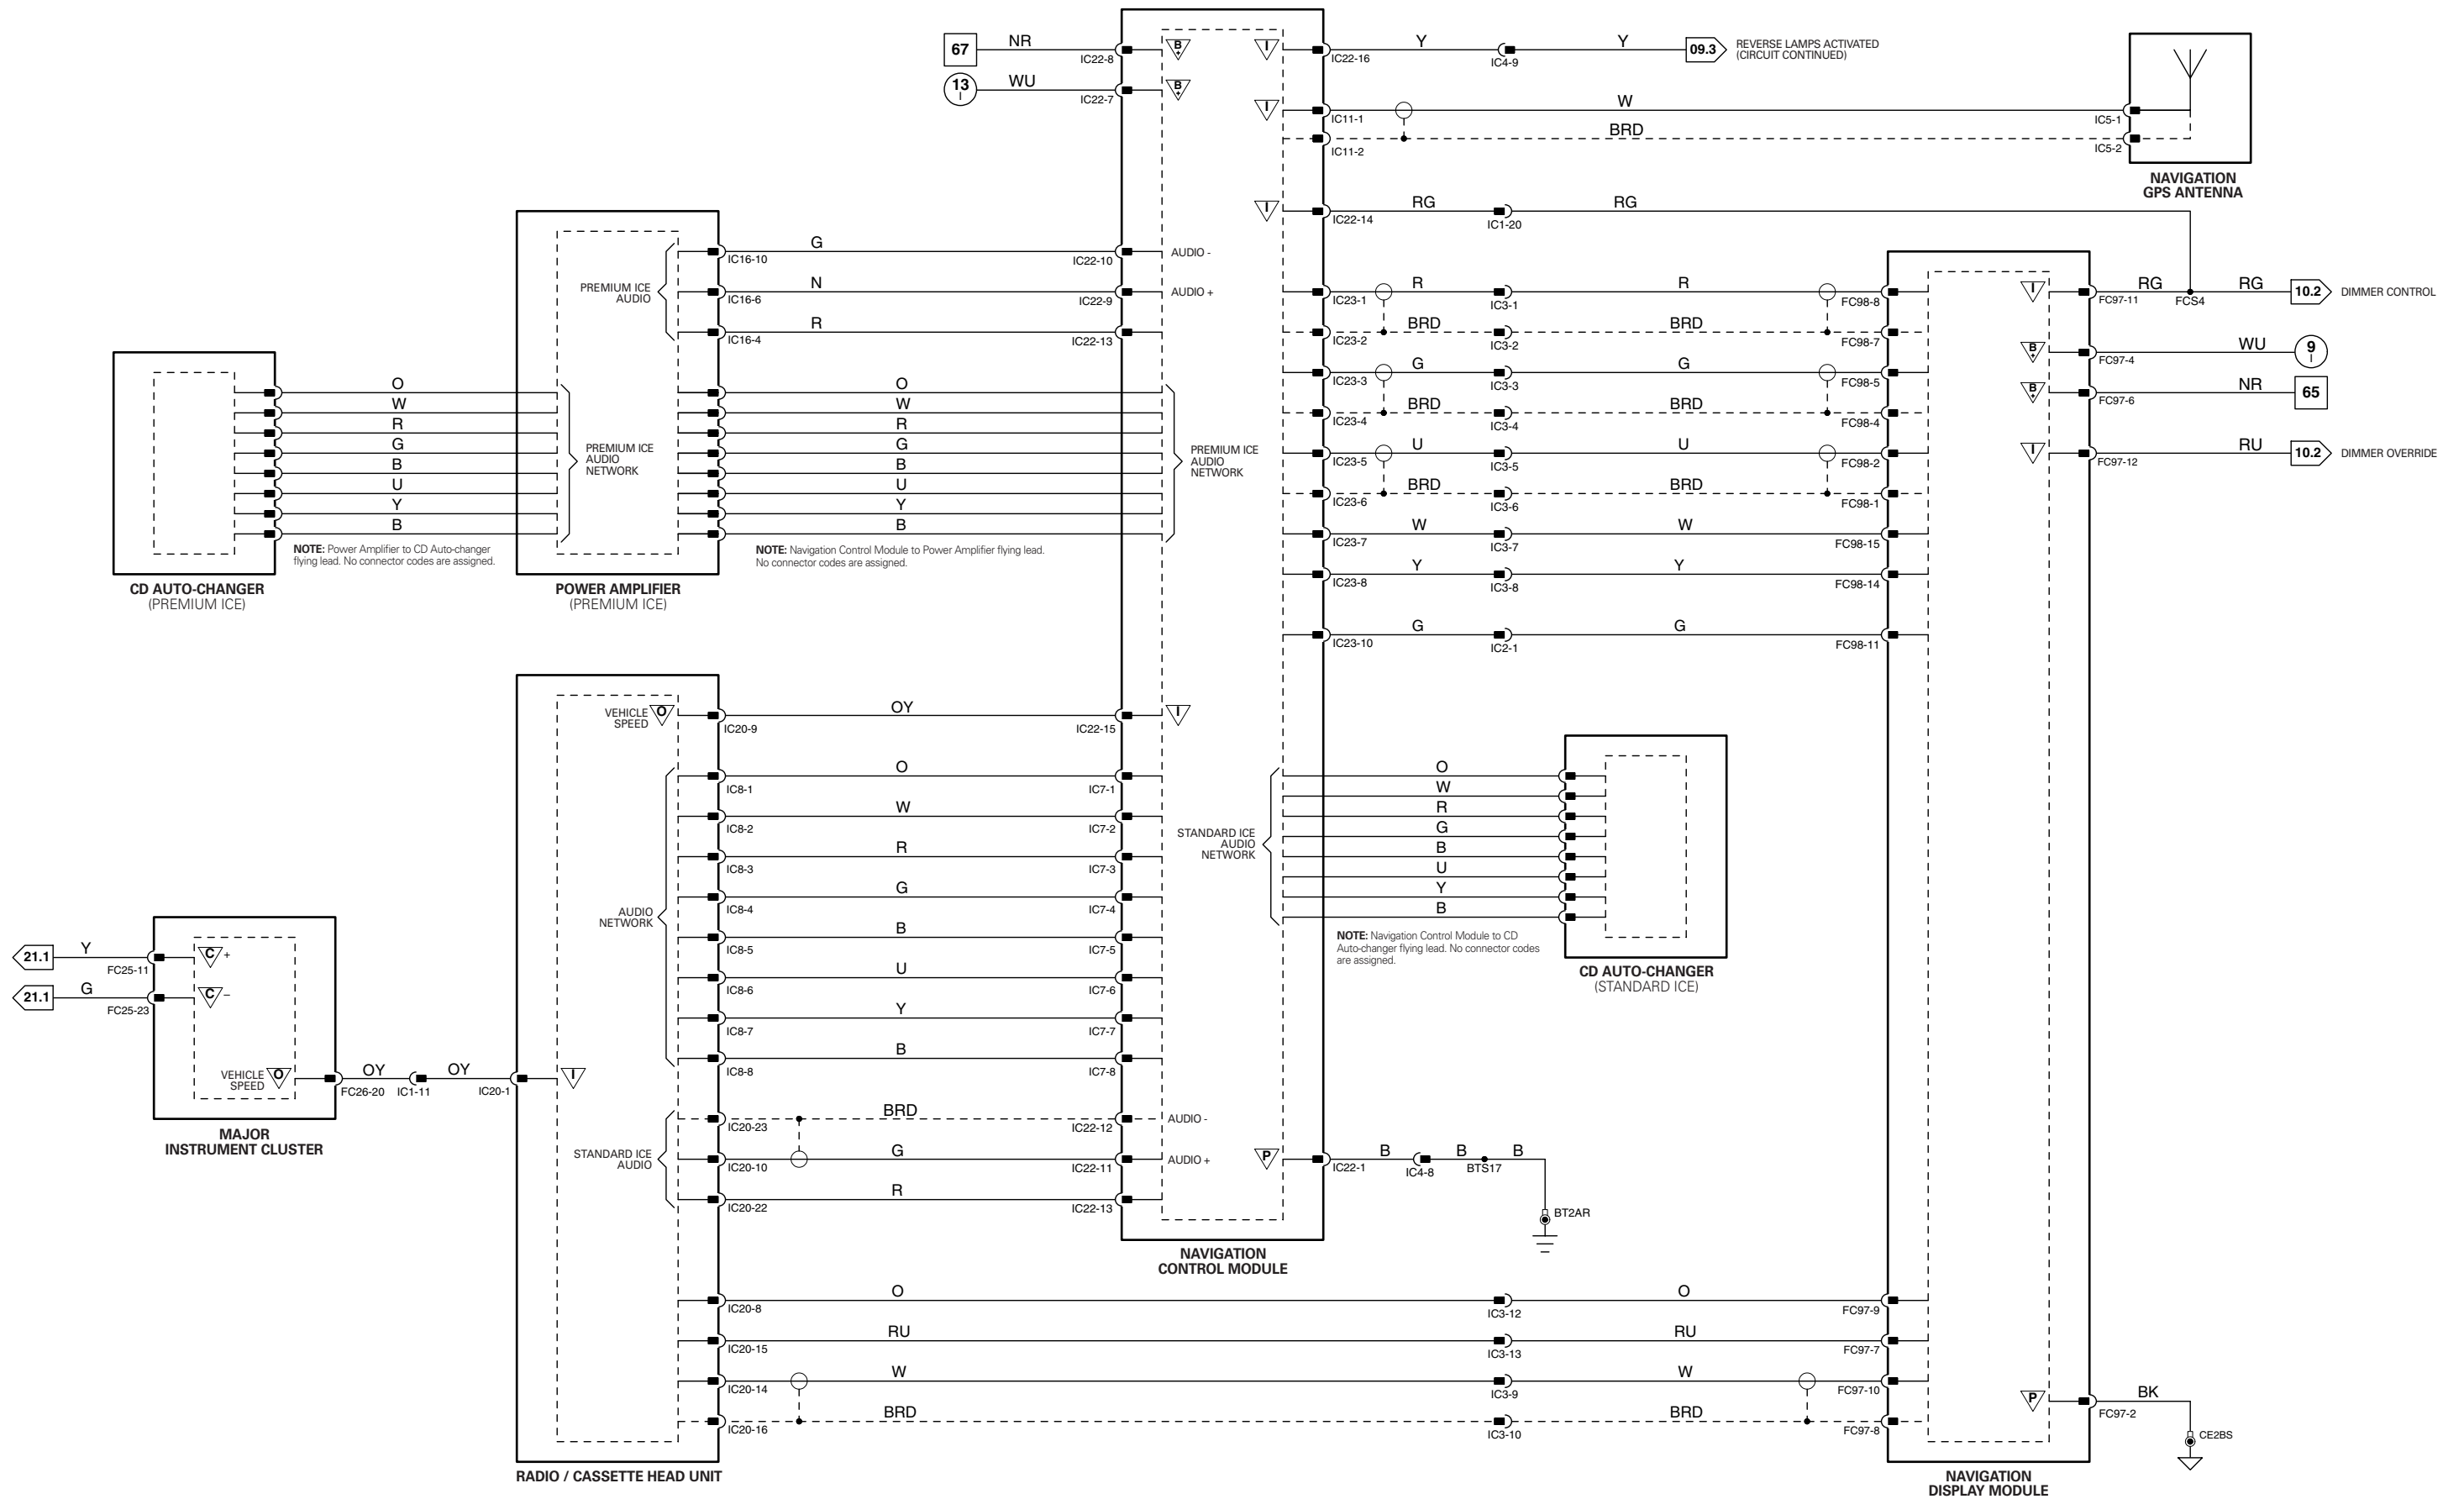 67
NR
IC22-8
B
+
13
I
WU
IC22-7
B
+
I
IC22-16
Y
IC4-9
Y
09.3
REVERSE LAMPS ACTIVATED
(CIRCUIT CONTINUED)
I
IC11-1
W
IC5-1
IC11-2
BRD
IC5-2
NAVIGATION
GPS ANTENNA
I
IC22-14
RG
IC1-20
RG
PREMIUM ICE
AUDIO
IC16-10
G
IC22-10
AUDIO -
IC16-6
N
IC22-9
AUDIO +
IC16-4
R
IC22-13
IC23-1
R
IC3-1
R
FC98-8
IC23-2
BRD
IC3-2
BRD
FC98-7
IC23-3
G
IC3-3
G
FC98-5
IC23-4
BRD
IC3-4
BRD
FC98-4
IC23-5
U
IC3-5
U
FC98-2
IC23-6
BRD
IC3-6
BRD
FC98-1
IC23-7
W
IC3-7
W
FC98-15
IC23-8
Y
IC3-8
Y
FC98-14
IC23-10
G
IC2-1
G
FC98-11
I
FC97-11
RG
FCS4
RG
10.2
DIMMER CONTROL
B
+
FC97-4
WU
9
I
B
+
FC97-6
NR
65
I
FC97-12
RU
10.2
DIMMER OVERRIDE
O
W
R
G
B
U
Y
B
PREMIUM ICE
AUDIO
NETWORK
O
W
R
G
B
U
Y
B
PREMIUM ICE
AUDIO
NETWORK
NOTE: Power Amplifier to CD Auto-changer
flying lead. No connector codes are assigned.
NOTE: Navigation Control Module to Power Amplifier flying lead.
No connector codes are assigned.
CD AUTO-CHANGER
(PREMIUM ICE)
POWER AMPLIFIER
(PREMIUM ICE)
VEHICLE
SPEED
O
IC20-9
OY
IC22-15
I
AUDIO
NETWORK
IC8-1
O
IC7-1
IC8-2
W
IC7-2
IC8-3
R
IC7-3
IC8-4
G
IC7-4
IC8-5
B
IC7-5
IC8-6
U
IC7-6
IC8-7
Y
IC7-7
IC8-8
B
IC7-8
STANDARD ICE
AUDIO
NETWORK
O
W
R
G
B
U
Y
B
NOTE: Navigation Control Module to CD
Auto-changer flying lead. No connector codes
are assigned.
CD AUTO-CHANGER
(STANDARD ICE)
21.1
Y
FC25-11
C
+
21.1
G
FC25-23
C
–
VEHICLE
SPEED
O
FC26-20
OY
IC1-11
OY
IC20-1
I
MAJOR
INSTRUMENT CLUSTER
STANDARD ICE
AUDIO
IC20-23
BRD
IC22-12
AUDIO -
IC20-10
G
IC22-11
AUDIO +
IC20-22
R
IC22-13
P
IC22-1
B
IC4-8
B
BTS17
B
BT2AR
NAVIGATION
CONTROL MODULE
IC20-8
O
IC3-12
O
FC97-9
IC20-15
RU
IC3-13
RU
FC97-7
IC20-14
W
IC3-9
W
FC97-10
IC20-16
BRD
IC3-10
BRD
FC97-8
P
FC97-2
BK
CE2BS
RADIO / CASSETTE HEAD UNIT
NAVIGATION
DISPLAY MODULE